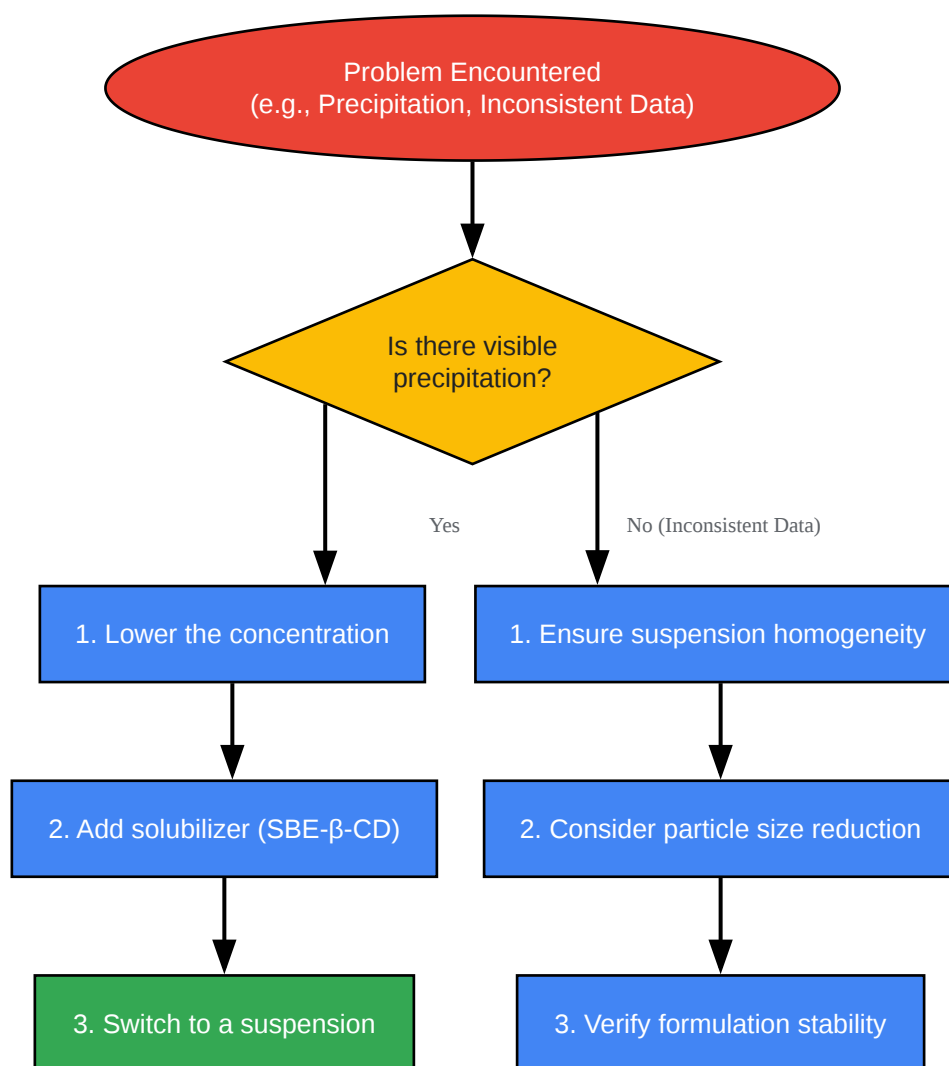 Problem Encountered
(e.g., Precipitation, Inconsistent Data)
Is there visible
precipitation?
Yes
No (Inconsistent Data)
1. Lower the concentration
1. Ensure suspension homogeneity
2. Add solubilizer (SBE-β-CD)
2. Consider particle size reduction
3. Switch to a suspension
3. Verify formulation stability